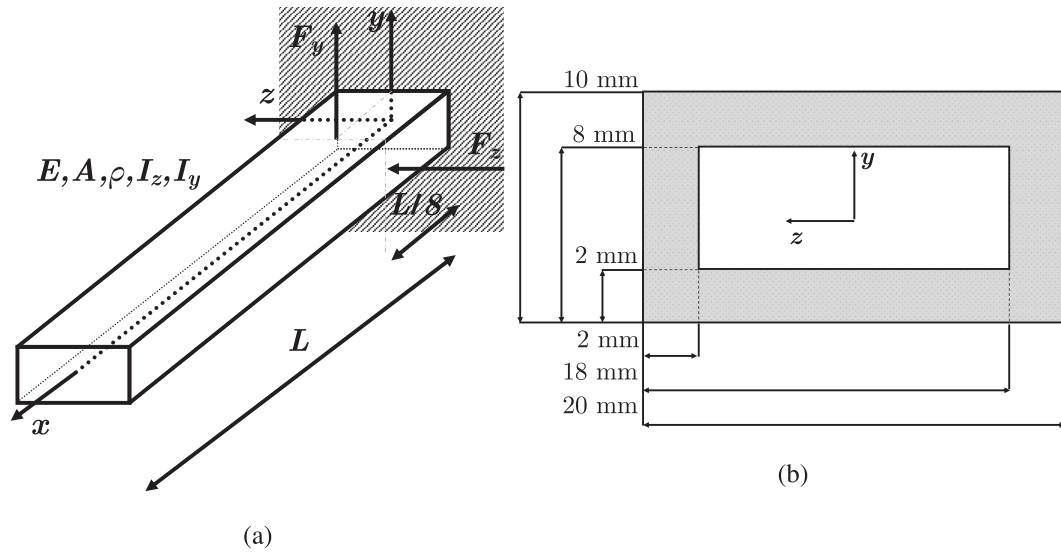 F_y
y
z
F_z
E, A, ρ, I_z, I_y
L/8
L
x
(a)
10 mm
8 mm
y
z
2 mm
2 mm
18 mm
20 mm
(b)